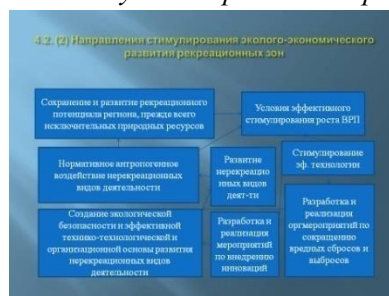 4.2. (2) Направления стимулирования эколого-экономического
развития рекреационных зон
Сохранение и развитие рекреационного
потенциала региона, прежде всего
исключительных природных ресурсов
Условия эффективного
стимулирования роста ВРП
Нормативное антропогенное
воздействие нерекреационных
видов деятельности
Развитие
нерекреацио
нных видов
деят-ти
Стимулирование
эф. технологии
Создание экологической
безопасности и эффективной
технико-технологической и
организационной основы развития
нерекреационных видов
деятельности
Разработка и
реализация
мероприятий
по внедрению
инноваций
Разработка и
реализация
оргмероприятий по
сокращению
вредных сбросов и
выбросов